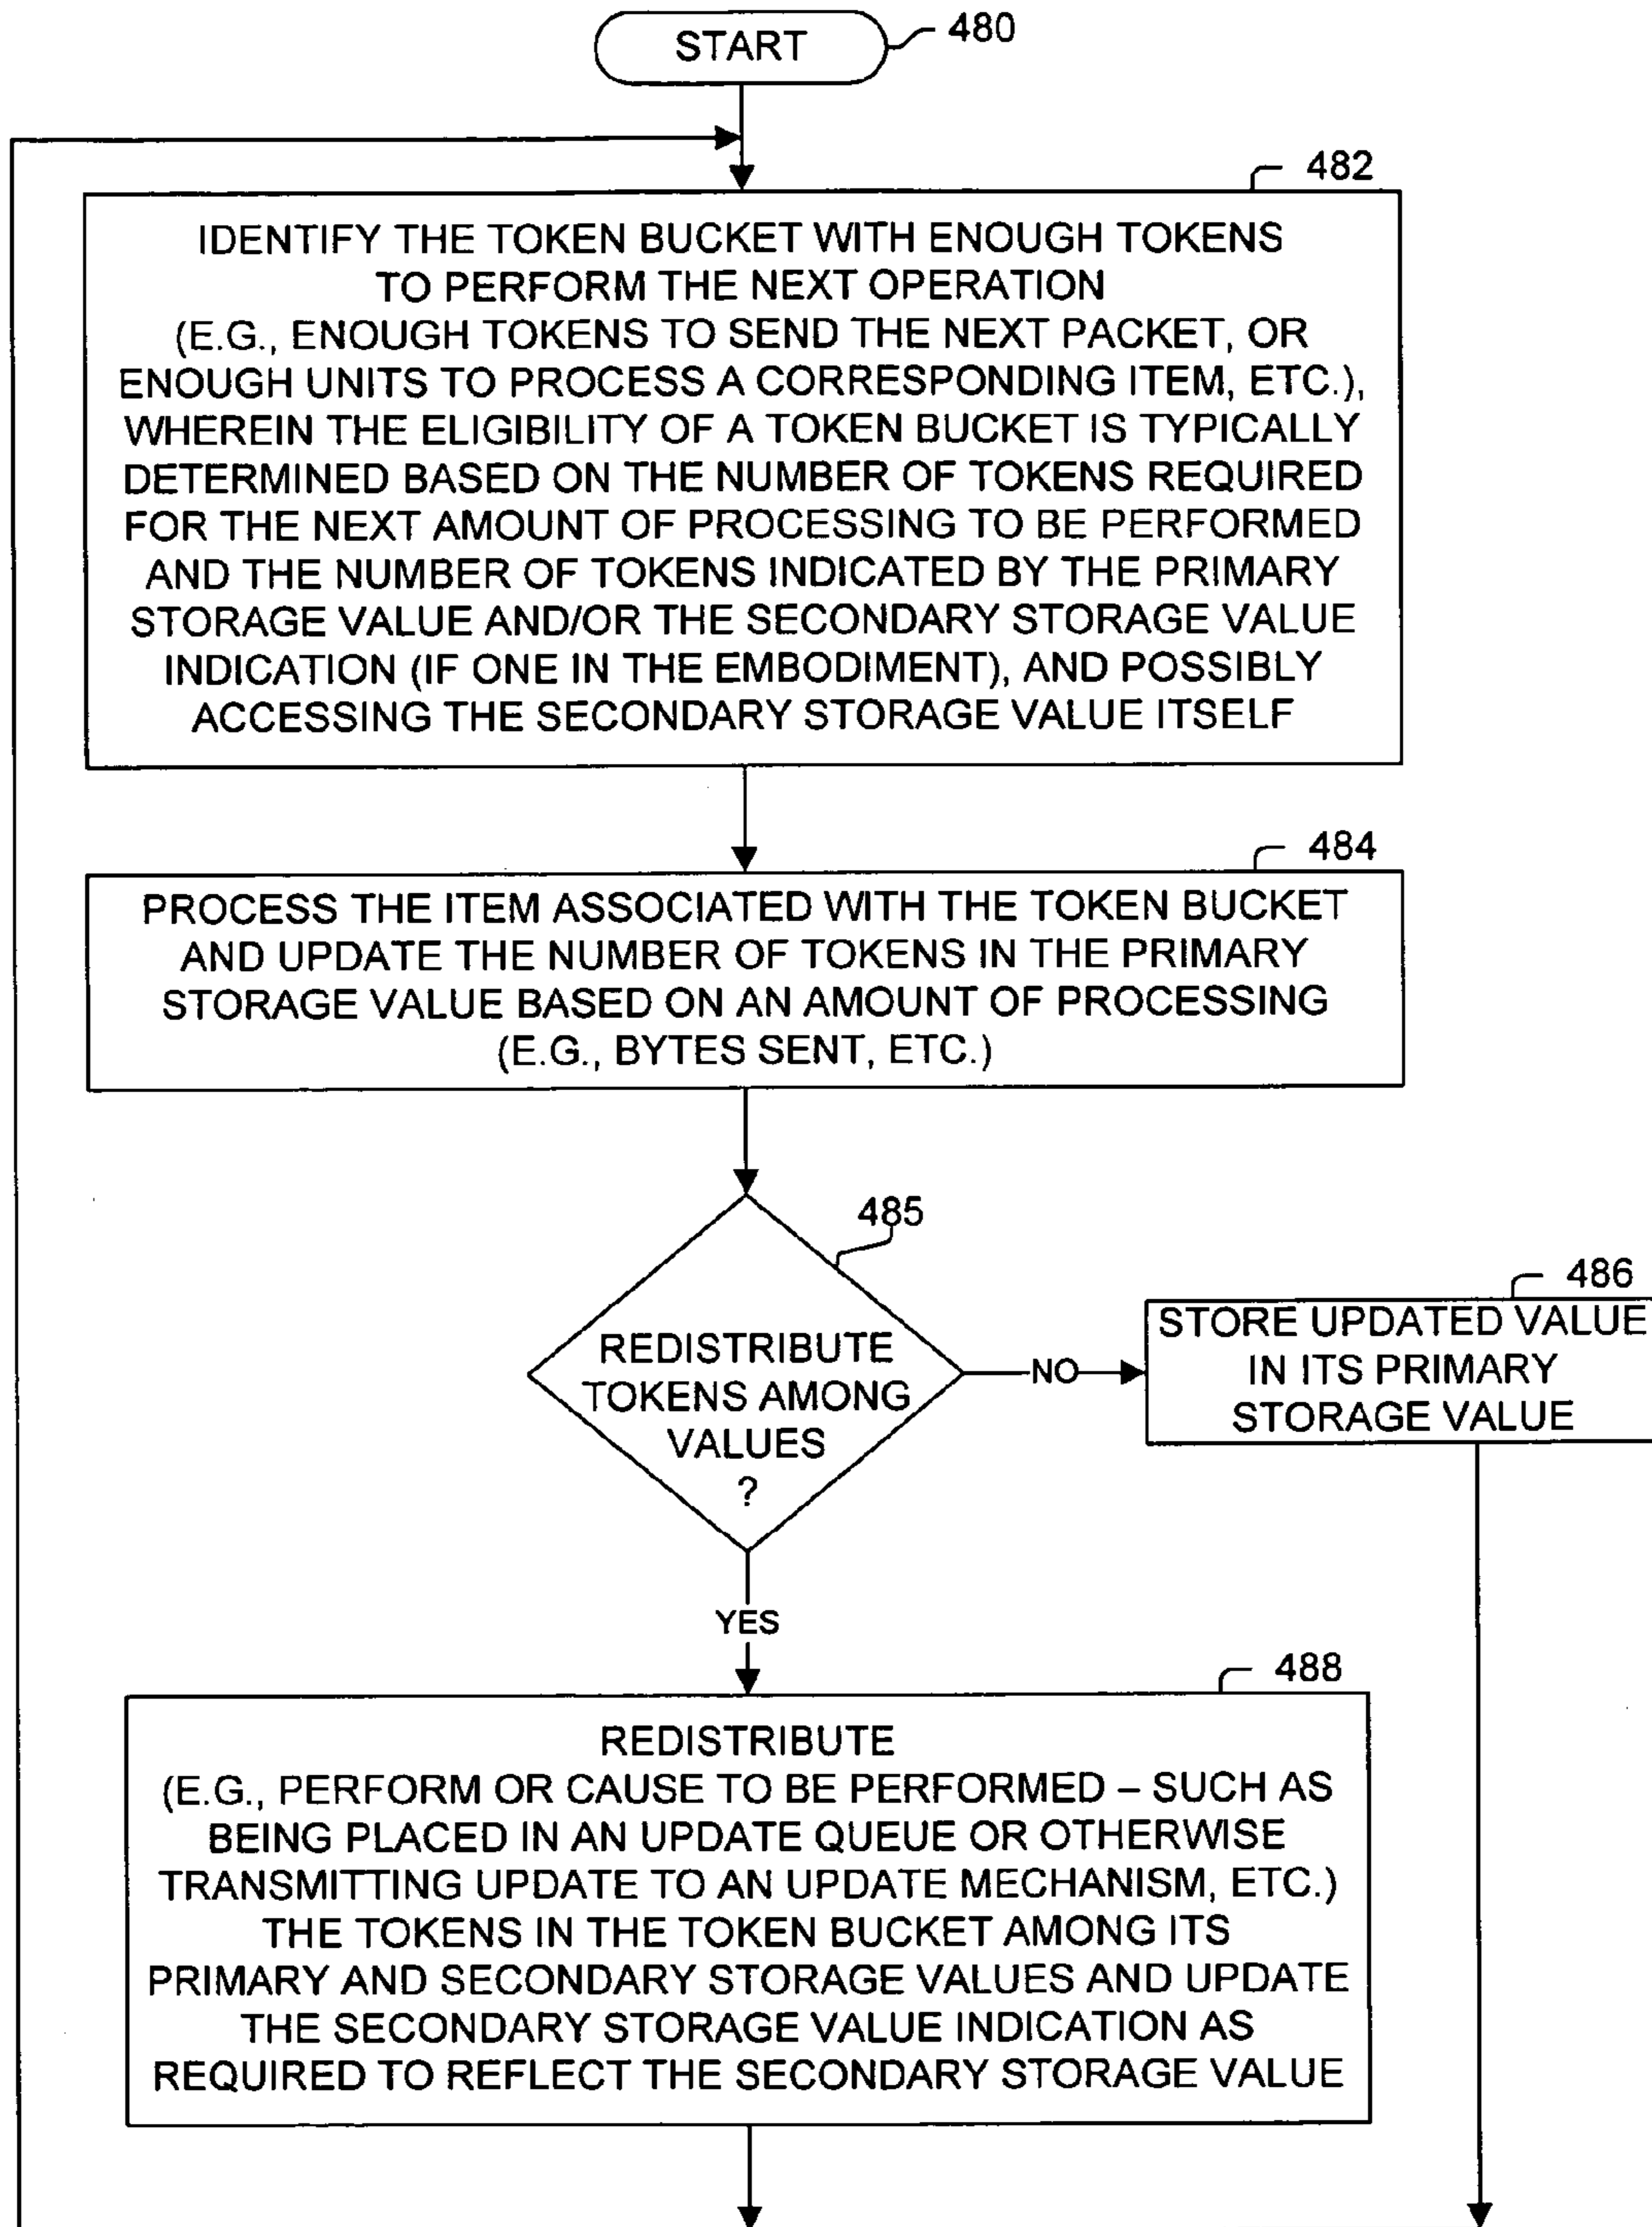 START
480
482
IDENTIFY THE TOKEN BUCKET WITH ENOUGH TOKENS
TO PERFORM THE NEXT OPERATION
(E.G., ENOUGH TOKENS TO SEND THE NEXT PACKET, OR
ENOUGH UNITS TO PROCESS A CORRESPONDING ITEM, ETC.),
WHEREIN THE ELIGIBILITY OF A TOKEN BUCKET IS TYPICALLY
DETERMINED BASED ON THE NUMBER OF TOKENS REQUIRED
FOR THE NEXT AMOUNT OF PROCESSING TO BE PERFORMED
AND THE NUMBER OF TOKENS INDICATED BY THE PRIMARY
STORAGE VALUE AND/OR THE SECONDARY STORAGE VALUE
INDICATION (IF ONE IN THE EMBODIMENT), AND POSSIBLY
ACCESSING THE SECONDARY STORAGE VALUE ITSELF
484
PROCESS THE ITEM ASSOCIATED WITH THE TOKEN BUCKET
AND UPDATE THE NUMBER OF TOKENS IN THE PRIMARY
STORAGE VALUE BASED ON AN AMOUNT OF PROCESSING
(E.G., BYTES SENT, ETC.)
485
REDISTRIBUTE
TOKENS AMONG
VALUES
?
NO
486
STORE UPDATED VALUE
IN ITS PRIMARY
STORAGE VALUE
YES
488
REDISTRIBUTE
(E.G., PERFORM OR CAUSE TO BE PERFORMED – SUCH AS
BEING PLACED IN AN UPDATE QUEUE OR OTHERWISE
TRANSMITTING UPDATE TO AN UPDATE MECHANISM, ETC.)
THE TOKENS IN THE TOKEN BUCKET AMONG ITS
PRIMARY AND SECONDARY STORAGE VALUES AND UPDATE
THE SECONDARY STORAGE VALUE INDICATION AS
REQUIRED TO REFLECT THE SECONDARY STORAGE VALUE